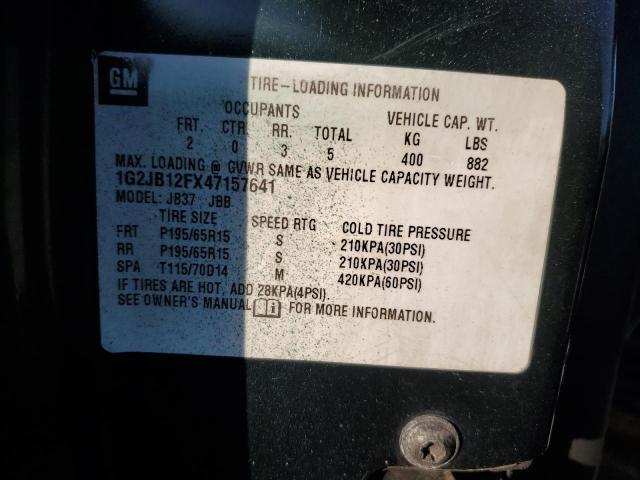 GM
TIRE-LOADING INFORMATION
OCCUPANTS VEHICLE CAP. WT.
FRT. CTR. RR. TOTAL KG LBS
2 0 3 5 400 882
MAX. LOADING @ GVWR SAME AS VEHICLE CAPACITY WEIGHT.
1G2JB12FX47157641
MODEL: JB37 JBB
TIRE SIZE SPEED RTG COLD TIRE PRESSURE
FRT P195/65R15 S 210KPA(30PSI)
RR P195/65R15 S 210KPA(30PSI)
SPA T115/70D14 M 420KPA(60PSI)
IF TIRES ARE HOT, ADD 28KPA(4PSI).
SEE OWNER'S MANUAL i FOR MORE INFORMATION.